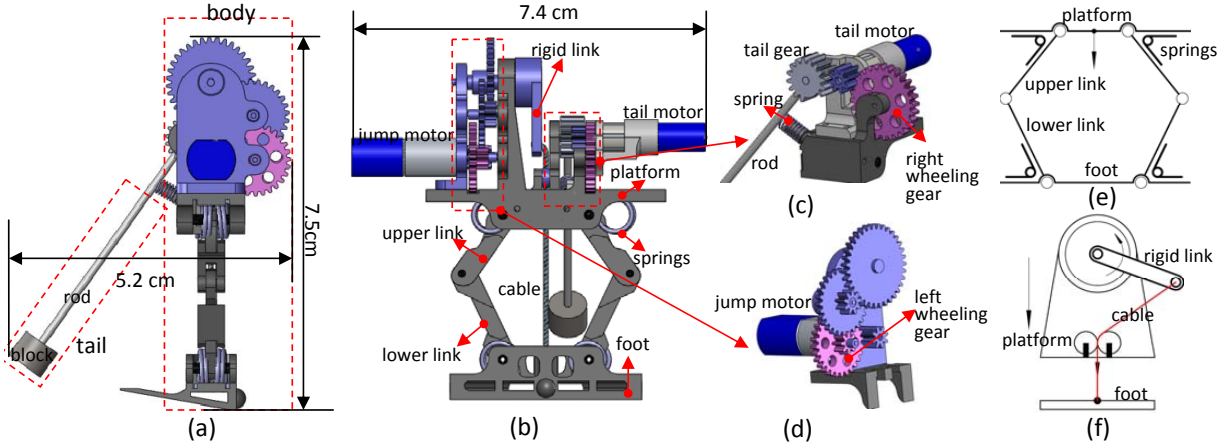 body
7.5cm
5.2 cm
rod
block
tail
(a)
7.4 cm
rigid link
jump motor
tail motor
platform
upper link
springs
cable
lower link
foot
(b)
tail motor
tail gear
spring
rod
right
wheeling
gear
(c)
jump motor
left
wheeling
gear
(d)
platform
springs
upper link
lower link
foot
(e)
rigid link
cable
platform
foot
(f)